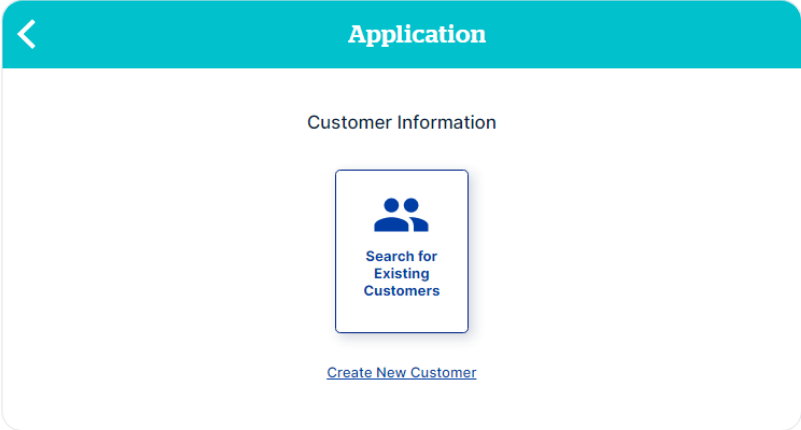 Application
Customer Information
Search for
Existing
Customers
Create New Customer